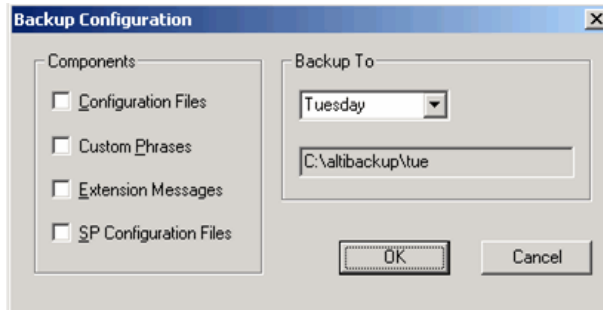 Backup Configuration
Components
Configuration Files
Custom Phrases
Extension Messages
SP Configuration Files
Backup To
Tuesday
C:\altibackup\tue
OK
Cancel